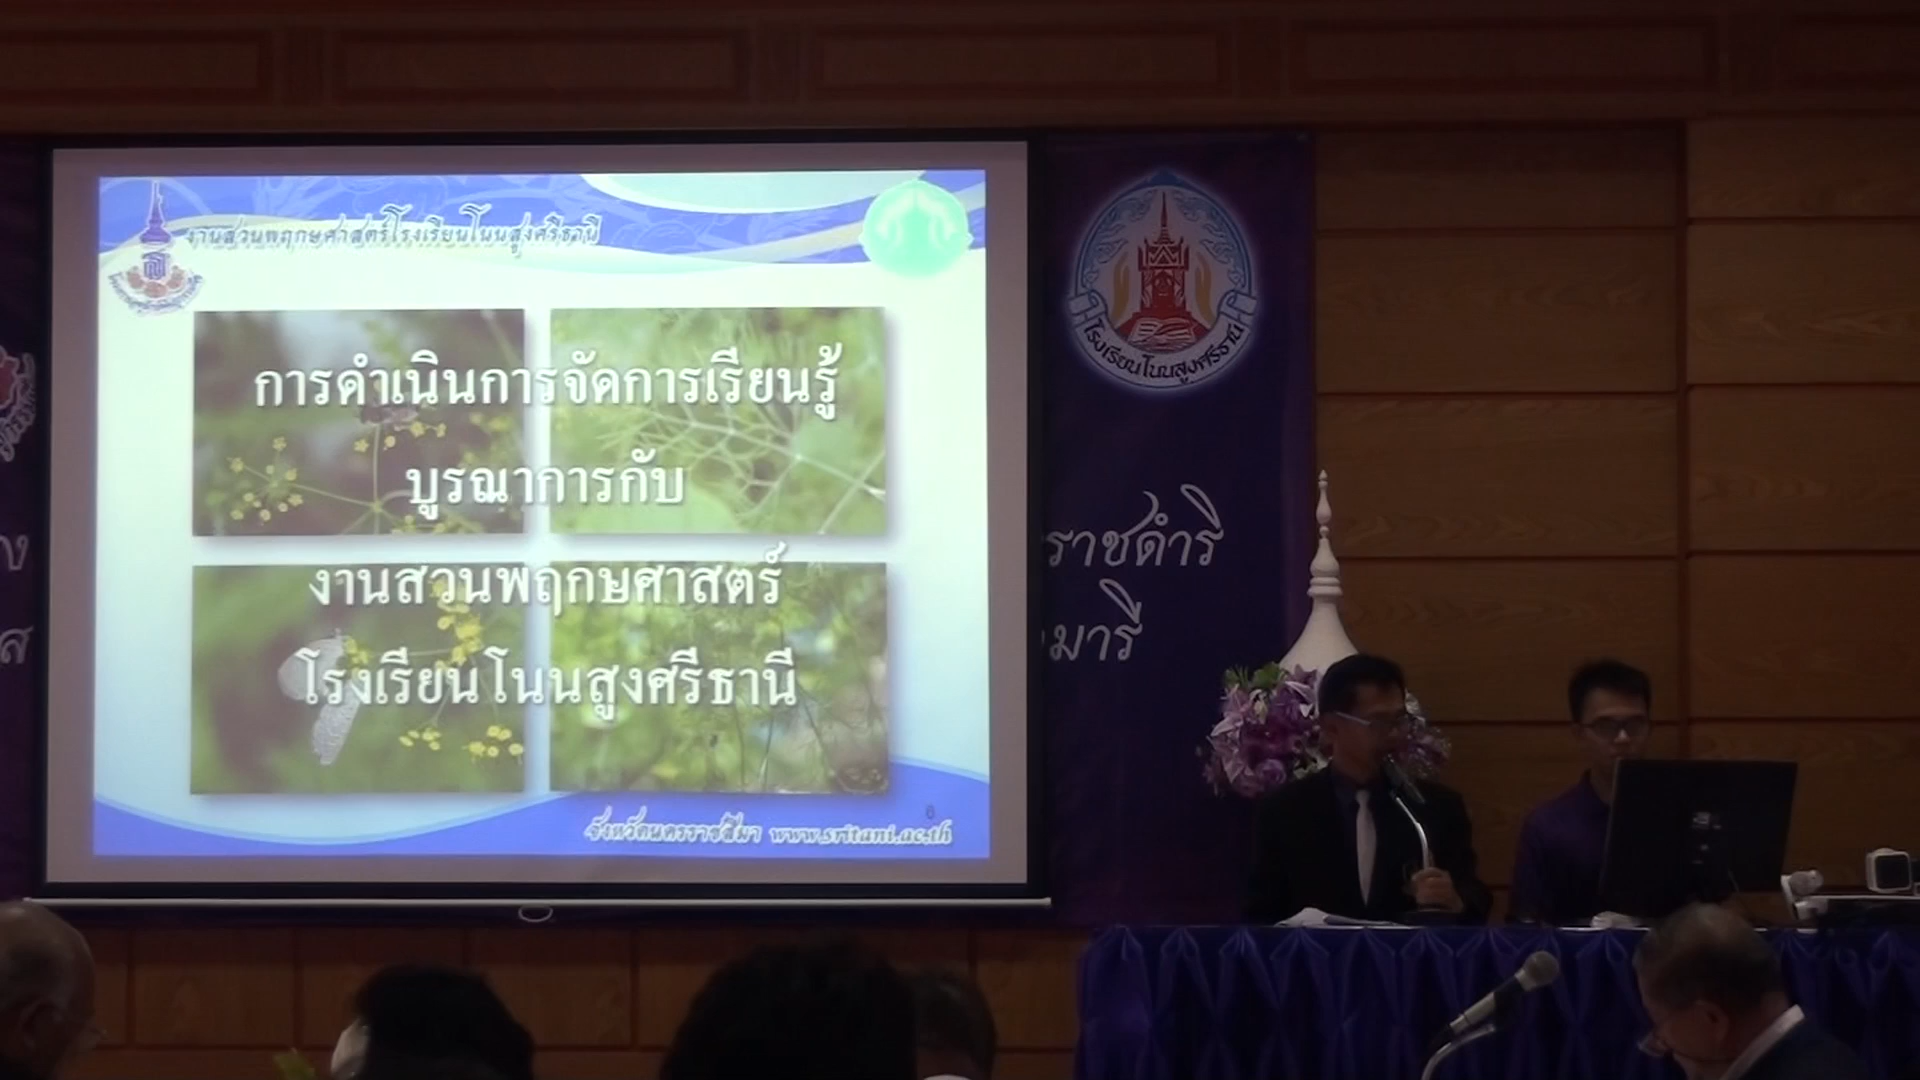 งานสวนพฤกษศาสตร์โรงเรียนโนนสูงศรีธานี
การดำเนินการจัดการเรียนรู้
บูรณาการกับ
งานสวนพฤกษศาสตร์
โรงเรียนโนนสูงศรีธานี
จังหวัดนครราชสีมา www.sritani.ac.th
8
โรงเรียนโนนสูงศรีธานี
ราชดำริ
มารี
ง
ส